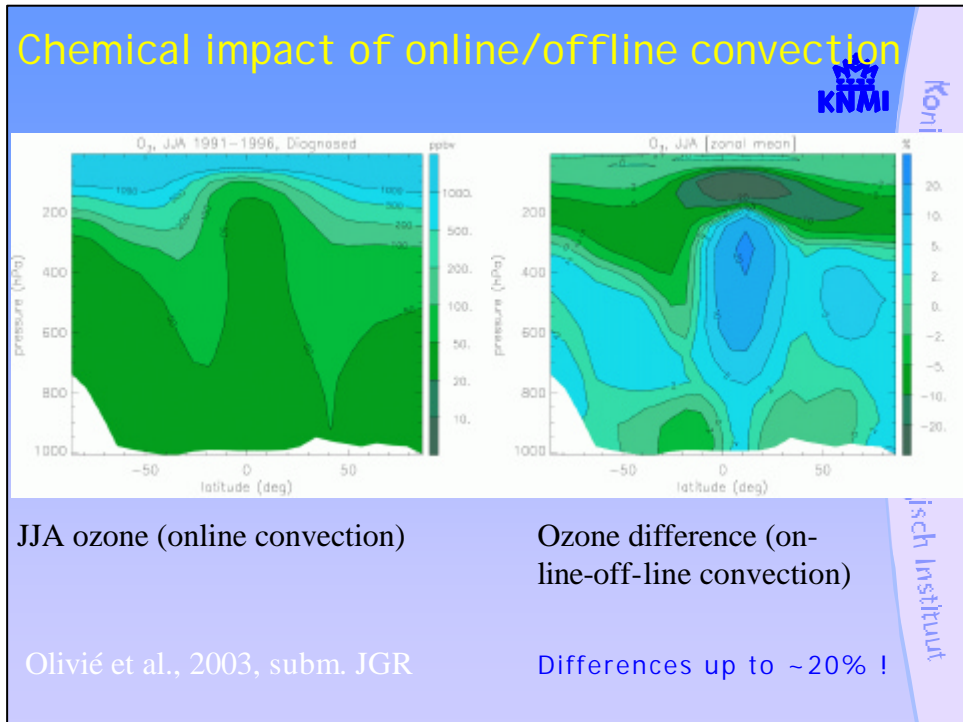 Chemical impact of online/offline convection
KNMI
Koni
O3, JJA 1991-1996, Diagnosed
ppbv
O3, JJA [zonal mean]
%
200
400
600
800
1000
pressure (hPa)
-50
0
50
latitude (deg)
1000.
500.
200.
100.
50.
20.
10.
200
400
600
800
1000
pressure (hPa)
-50
0
50
latitude (deg)
20.
10.
5.
2.
0.
-2.
-5.
-10.
-20.
gisch Instituut
JJA ozone (online convection)
Ozone difference (on-
line-off-line convection)
Olivié et al., 2003, subm. JGR
Differences up to ~20% !